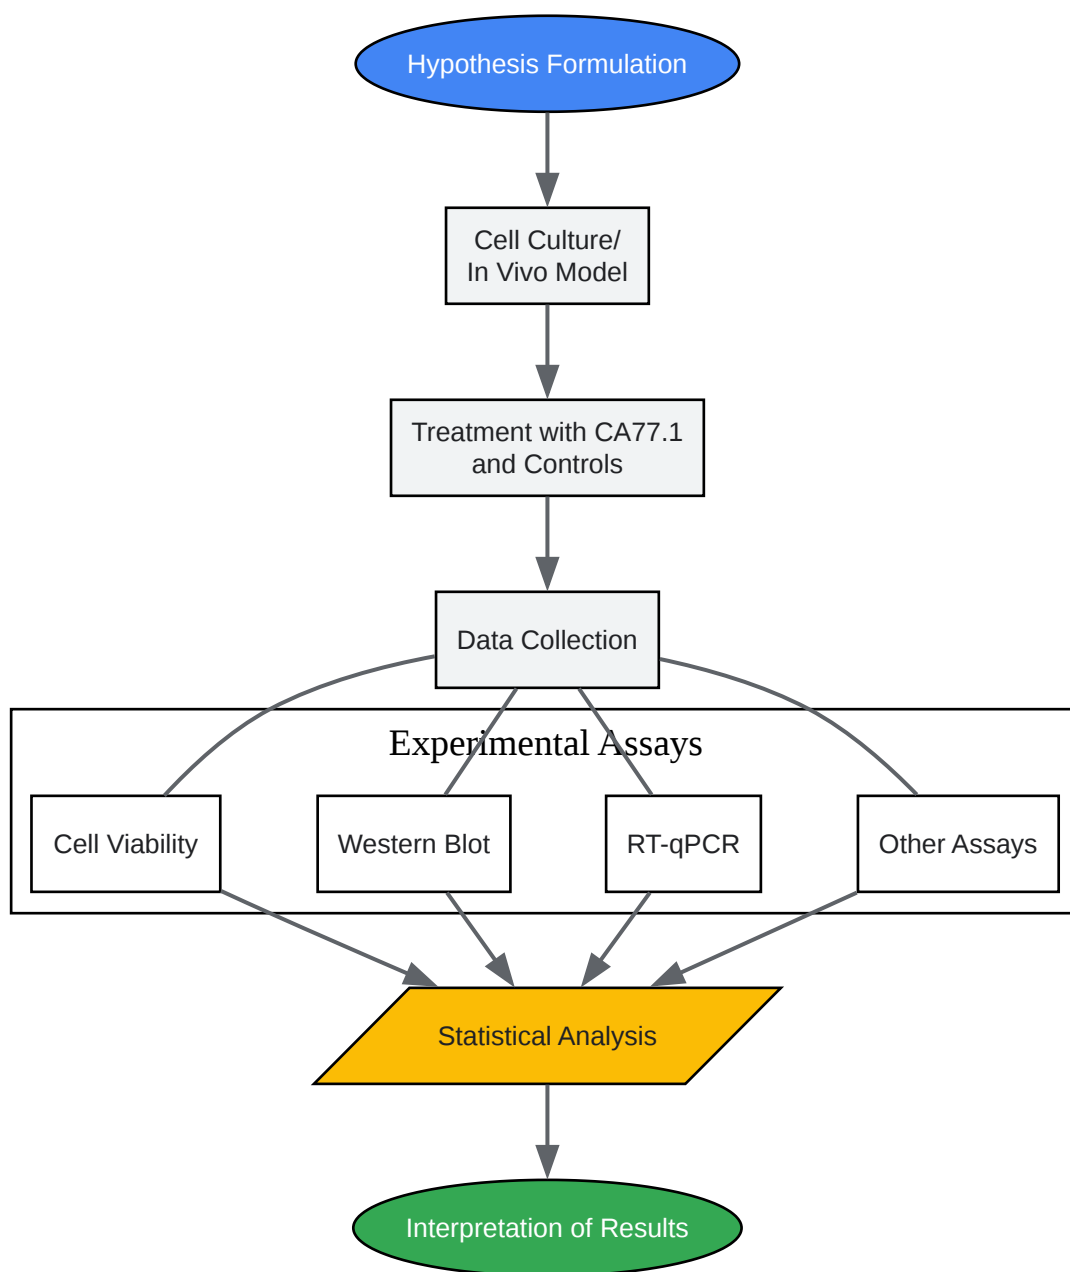 Hypothesis Formulation
Cell Culture/
In Vivo Model
Treatment with CA77.1
and Controls
Data Collection
Experimental Assays
Cell Viability
Western Blot
RT-qPCR
Other Assays
Statistical Analysis
Interpretation of Results